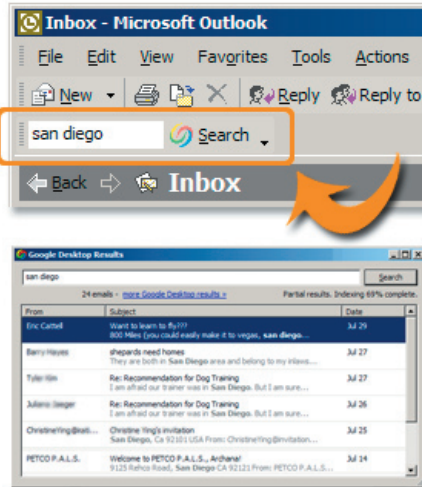 Inbox - Microsoft Outlook
File Edit View Favorites Tools Actions
New Reply Reply to
san diego Search
Back Inbox
Google Desktop Results
san diego Search
24 emails - more Google Desktop results » Partial results. Indexing 69% complete.
From Subject Date
Eric Cattell Want to learn to fly??? Jul 29
800 Miles (you could easily make it to vegas, san diego...
Barry Hayes shepards need homes Jul 27
They are both in San Diego area and belong to my inlaws...
Tyler Kim Re: Recommendation for Dog Training Jul 27
I am afraid our trainer was in San Diego. But I am sure...
Re: Recommendation for Dog Training Jul 26
I am afraid our trainer was in San Diego. But I am sure...
ChristineYing@kati... Christine Ying's invitation Jul 25
San Diego, Ca 92101 USA From: ChristineYing@invitation...
PETCO P.A.L.S. Welcome to PETCO P.A.L.S., Archana! Jul 14
9125 Rehco Road, San Diego CA 92121 From: PETCO P.A.L.S...